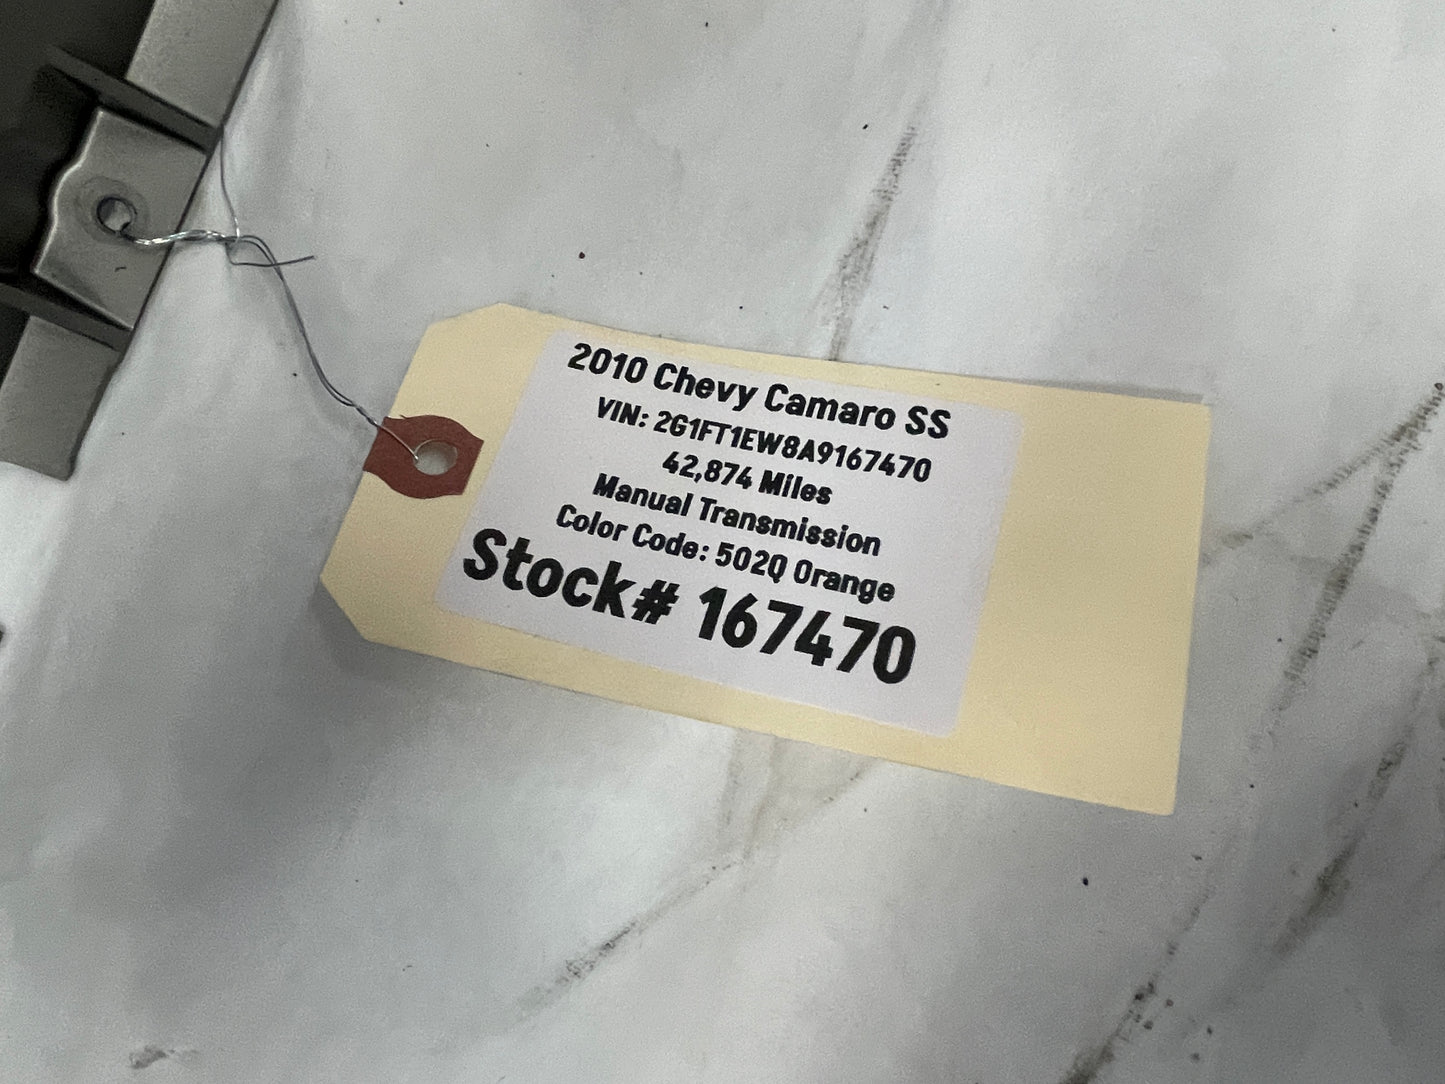 2010 Chevy Camaro SS
VIN: 2G1FT1EW8A9167470
42,874 Miles
Manual Transmission
Color Code: 502Q Orange
Stock# 167470